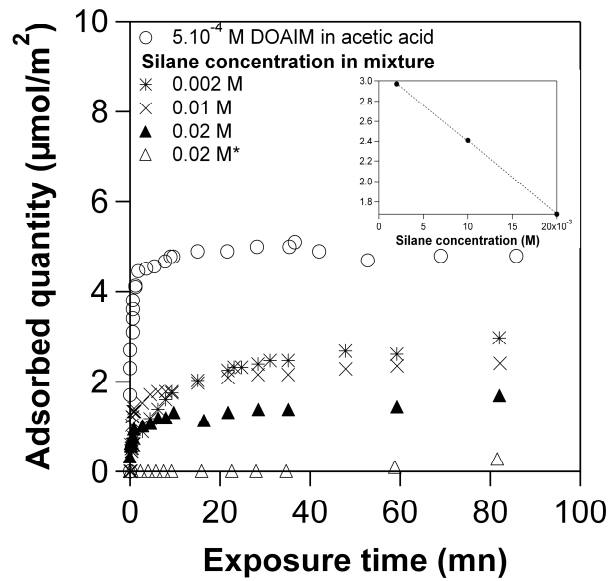 10
8
6
4
2
0
0
20
40
60
80
100
Adsorbed quantity (µmol/m²)
Exposure time (mn)
5.10⁻⁴ M DOAIM in acetic acid
Silane concentration in mixture
0.002 M
0.01 M
0.02 M
0.02 M*
3.0
2.8
2.6
2.4
2.2
2.0
1.8
0
5
10
15
20x10⁻³
Silane concentration (M)